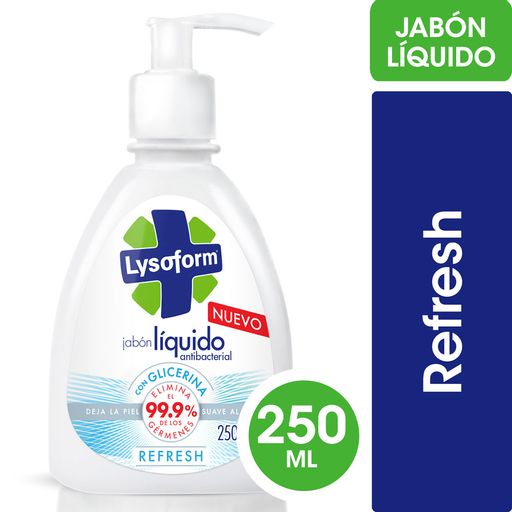 JABÓN
LÍQUIDO
Refresh
Lysoform
NUEVO
jabón líquido
antibacterial
CON GLICERINA
ELIMINA
EL
99.9%
DE LOS
GÉRMENES
DEJA LA PIEL
SUAVE AL
250
REFRESH
250
ML